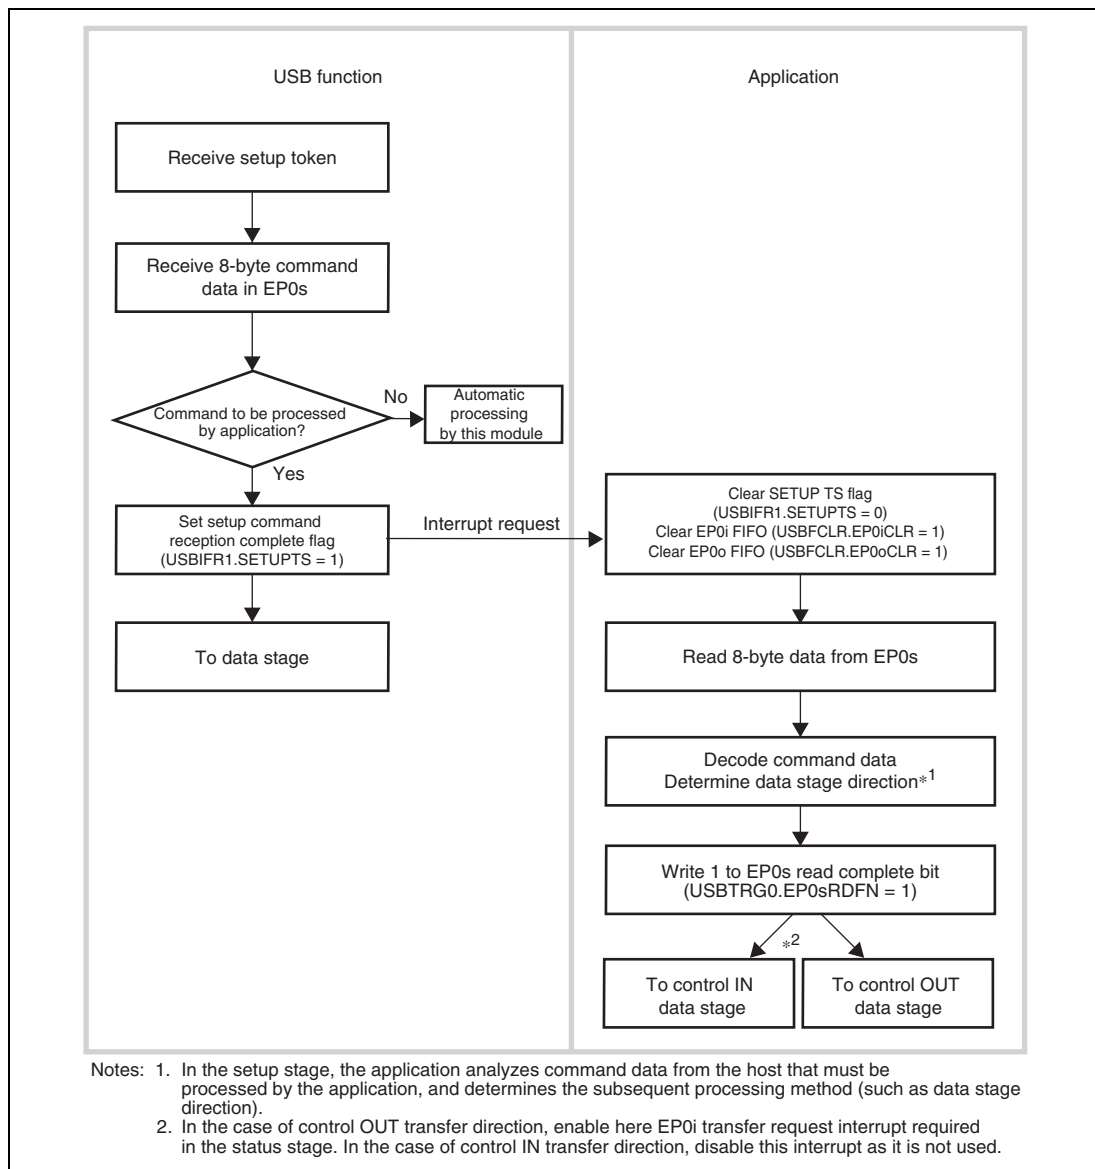 USB function
Application
Receive setup token
Receive 8-byte command
data in EP0s
Command to be processed
by application?
No
Automatic
processing
by this module
Yes
Set setup command
reception complete flag
(USBIFR1.SETUPTS = 1)
Interrupt request
Clear SETUP TS flag
(USBIFR1.SETUPTS = 0)
Clear EP0i FIFO (USBFCLR.EP0iCLR = 1)
Clear EP0o FIFO (USBFCLR.EP0oCLR = 1)
To data stage
Read 8-byte data from EP0s
Decode command data
Determine data stage direction*1
Write 1 to EP0s read complete bit
(USBTRG0.EP0sRDFN = 1)
*2
To control IN
data stage
To control OUT
data stage
Notes: 1. In the setup stage, the application analyzes command data from the host that must be
processed by the application, and determines the subsequent processing method (such as data stage
direction).
2. In the case of control OUT transfer direction, enable here EP0i transfer request interrupt required
in the status stage. In the case of control IN transfer direction, disable this interrupt as it is not used.